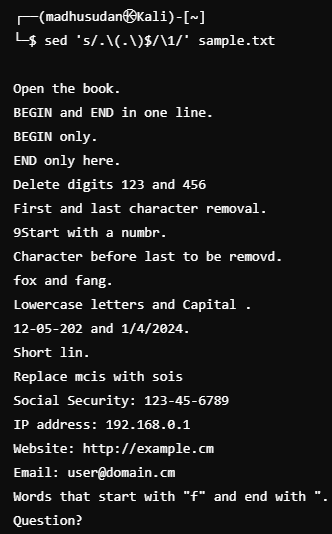 ┌──(madhusudan㉿Kali)-[~]
└─$ sed 's/.\(.\)$/\1/' sample.txt
Open the book.
BEGIN and END in one line.
BEGIN only.
END only here.
Delete digits 123 and 456
First and last character removal.
9Start with a numbr.
Character before last to be removd.
fox and fang.
Lowercase letters and Capital .
12-05-202 and 1/4/2024.
Short lin.
Replace mcis with sois
Social Security: 123-45-6789
IP address: 192.168.0.1
Website: http://example.cm
Email: user@domain.cm
Words that start with "f" and end with ".
Question?